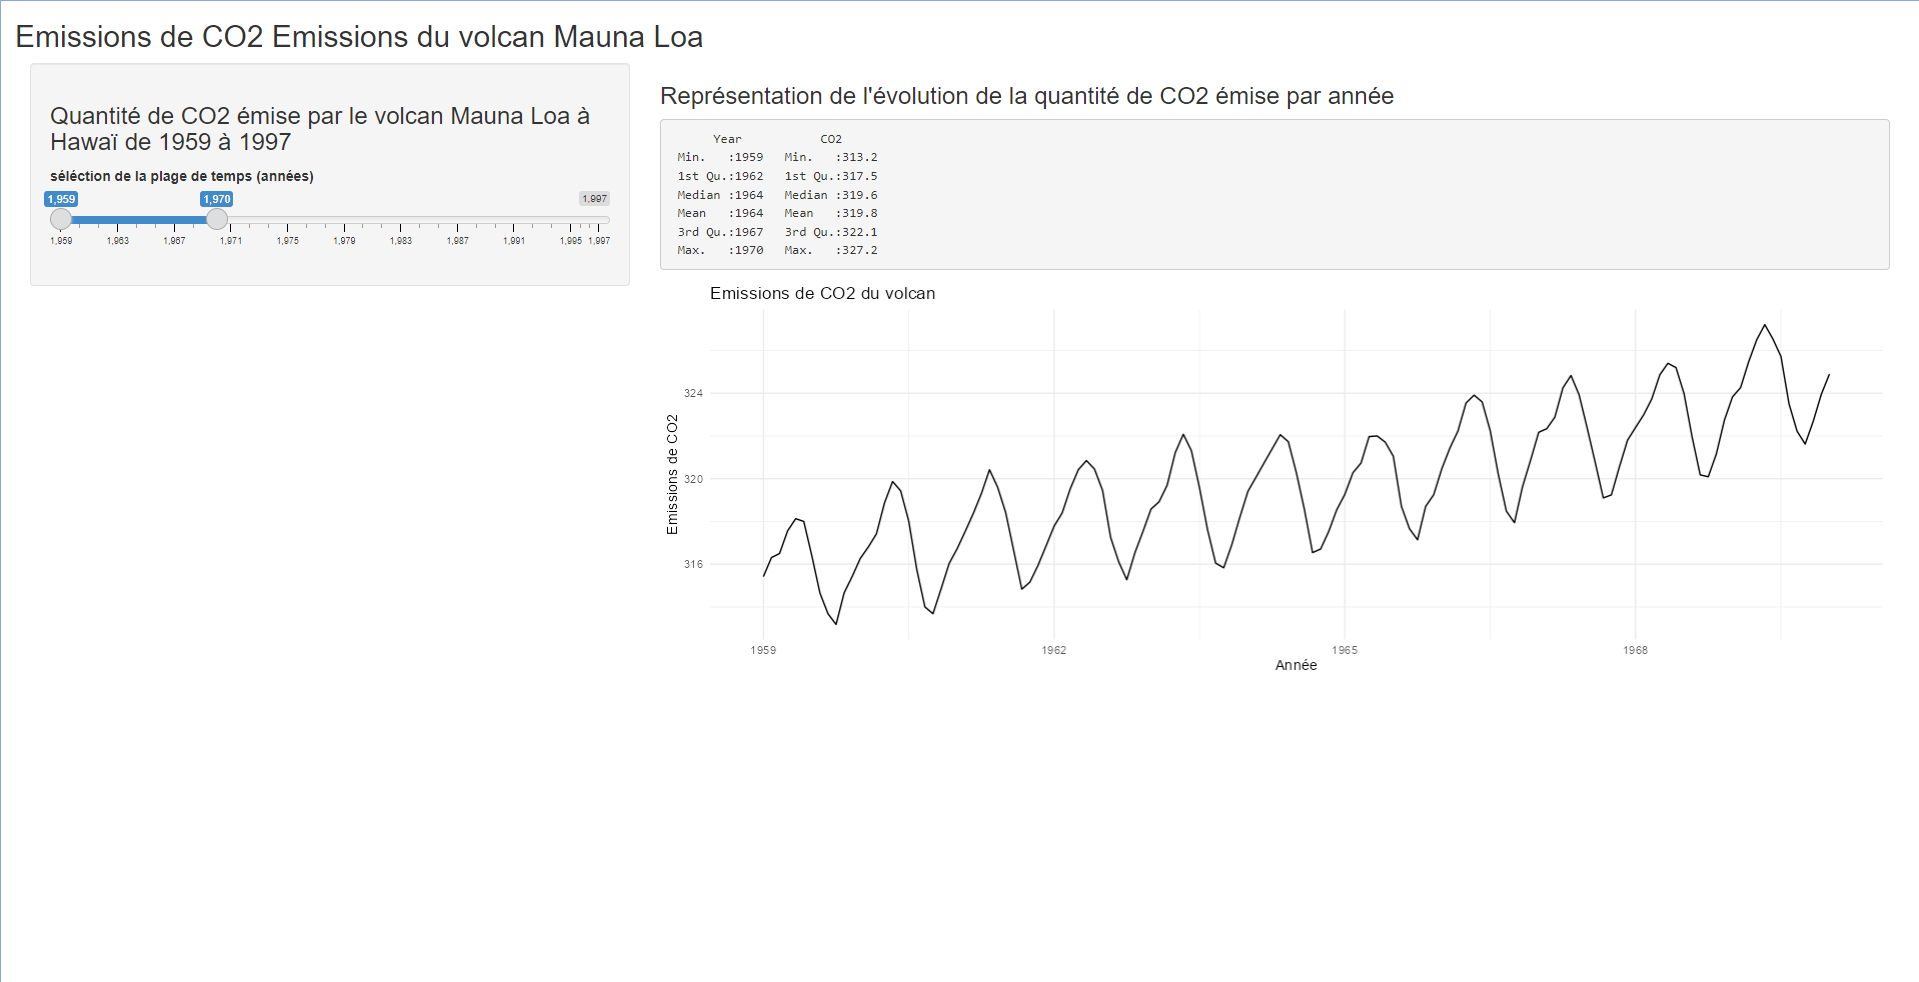 Emissions de CO2 Emissions du volcan Mauna Loa
Quantité de CO2 émise par le volcan Mauna Loa à
Hawaï de 1959 à 1997
séléction de la plage de temps (années)
1,959 1,970 1,997
1,959 1,963 1,967 1,971 1,975 1,979 1,983 1,987 1,991 1,995 1,997
Représentation de l'évolution de la quantité de CO2 émise par année
Year CO2
Min. :1959 Min. :313.2
1st Qu.:1962 1st Qu.:317.5
Median :1964 Median :319.6
Mean :1964 Mean :319.8
3rd Qu.:1967 3rd Qu.:322.1
Max. :1970 Max. :327.2
Emissions de CO2 du volcan
Emissions de CO2
324
320
316
1959 1962 1965 1968
Année